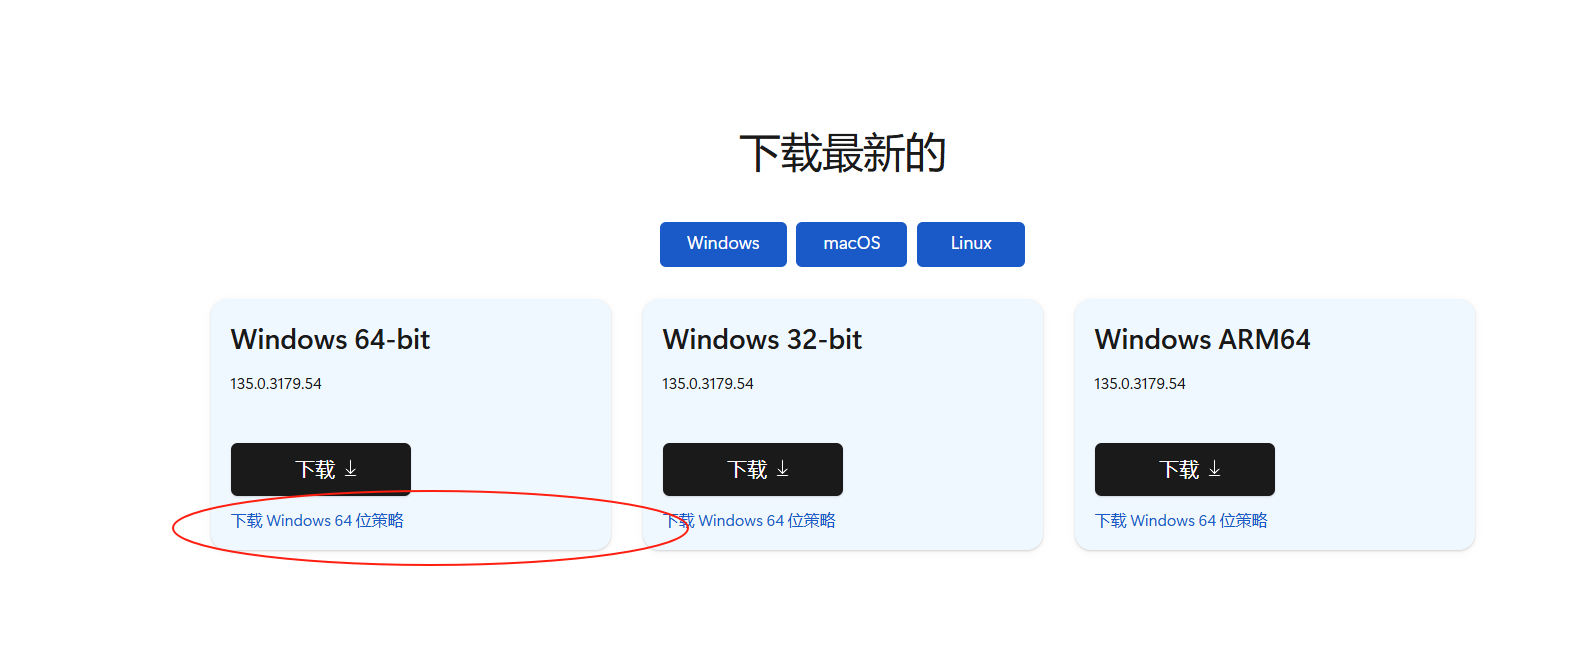 下载最新的
Windows
macOS
Linux
Windows 64-bit
135.0.3179.54
下载
下载 Windows 64 位策略
Windows 32-bit
135.0.3179.54
下载
下载 Windows 64 位策略
Windows ARM64
135.0.3179.54
下载
下载 Windows 64 位策略